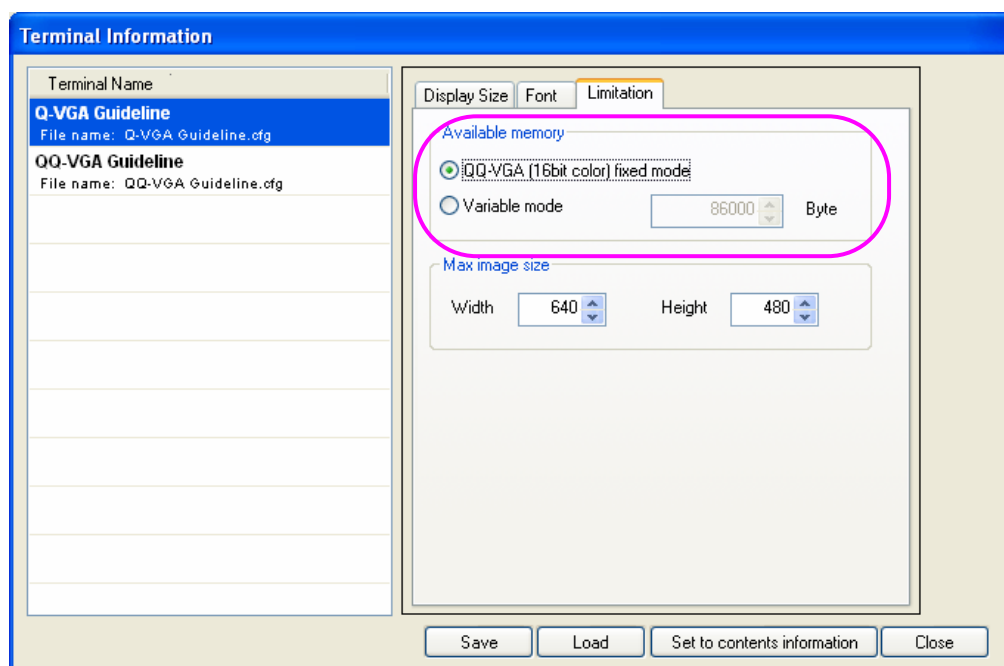 Terminal Information
Terminal Name
Q-VGA Guideline
File name: Q-VGA Guideline.cfg
QQ-VGA Guideline
File name: QQ-VGA Guideline.cfg
Display Size Font Limitation
Available memory
QQ-VGA (16bit color) fixed mode
Variable mode 86000 Byte
Max image size
Width 640 Height 480
Save Load Set to contents information Close